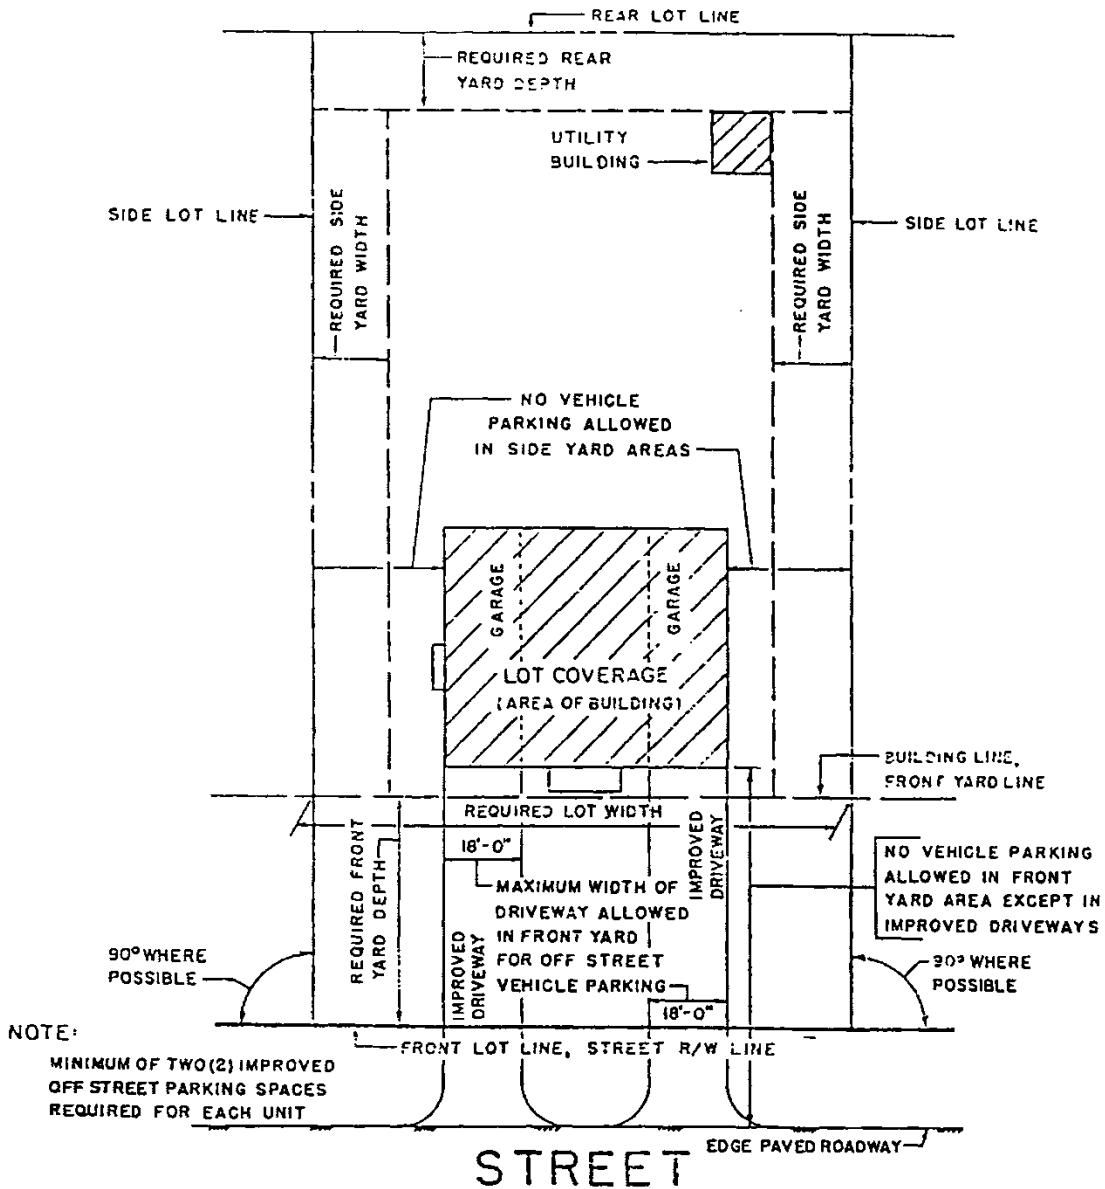 REAR LOT LINE
REQUIRED REAR
YARD DEPTH
UTILITY
BUILDING
SIDE LOT LINE
REQUIRED SIDE
YARD WIDTH
REQUIRED SIDE
YARD WIDTH
SIDE LOT LINE
NO VEHICLE
PARKING ALLOWED
IN SIDE YARD AREAS
GARAGE
GARAGE
LOT COVERAGE
(AREA OF BUILDING)
BUILDING LINE,
FRONT YARD LINE
REQUIRED LOT WIDTH
REQUIRED FRONT
YARD DEPTH
18'-0"
IMPROVED
DRIVEWAY
MAXIMUM WIDTH OF
DRIVEWAY ALLOWED
IN FRONT YARD
FOR OFF STREET
VEHICLE PARKING
IMPROVED
DRIVEWAY
18'-0"
NO VEHICLE PARKING
ALLOWED IN FRONT
YARD AREA EXCEPT IN
IMPROVED DRIVEWAYS
90° WHERE
POSSIBLE
90° WHERE
POSSIBLE
NOTE:
MINIMUM OF TWO (2) IMPROVED
OFF STREET PARKING SPACES
REQUIRED FOR EACH UNIT
FRONT LOT LINE, STREET R/W LINE
EDGE PAVED ROADWAY
STREET